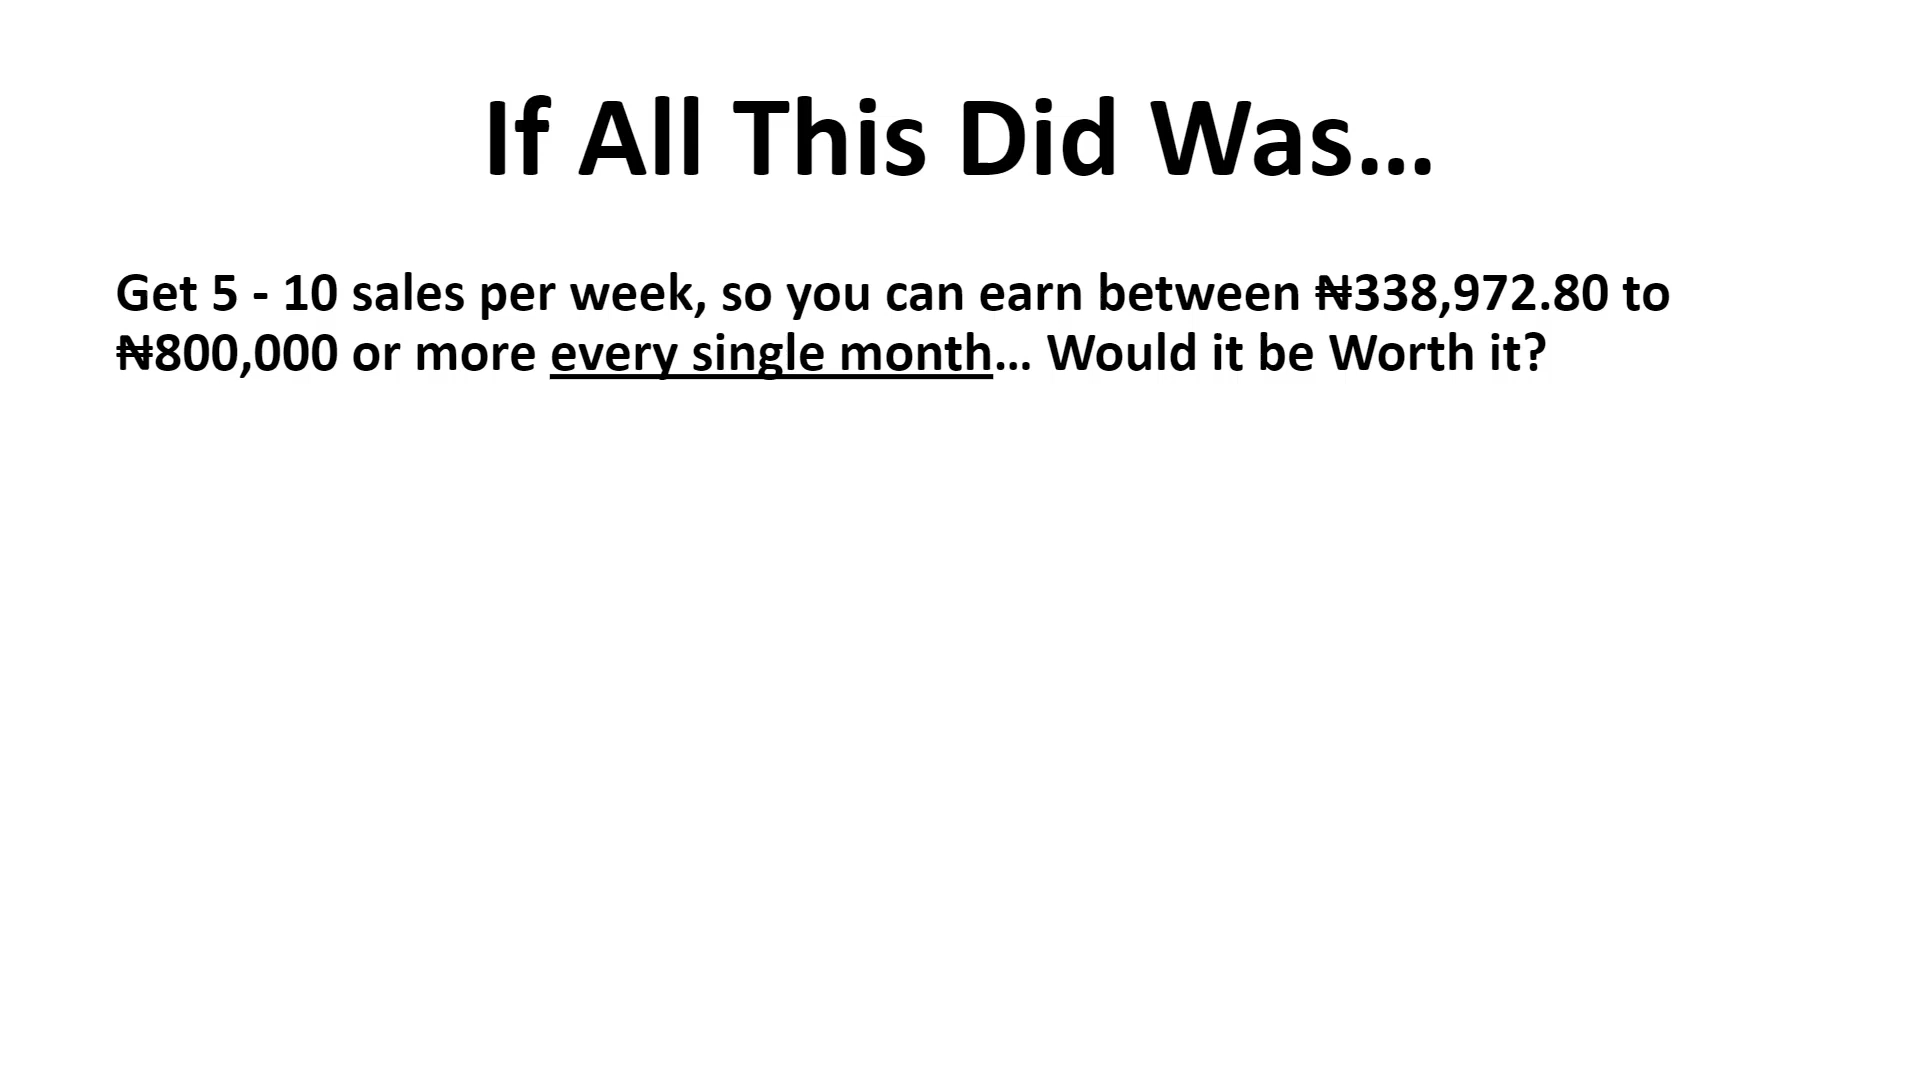 If All This Did Was...
Get 5 - 10 sales per week, so you can earn between ₦338,972.80 to
₦800,000 or more every single month... Would it be Worth it?